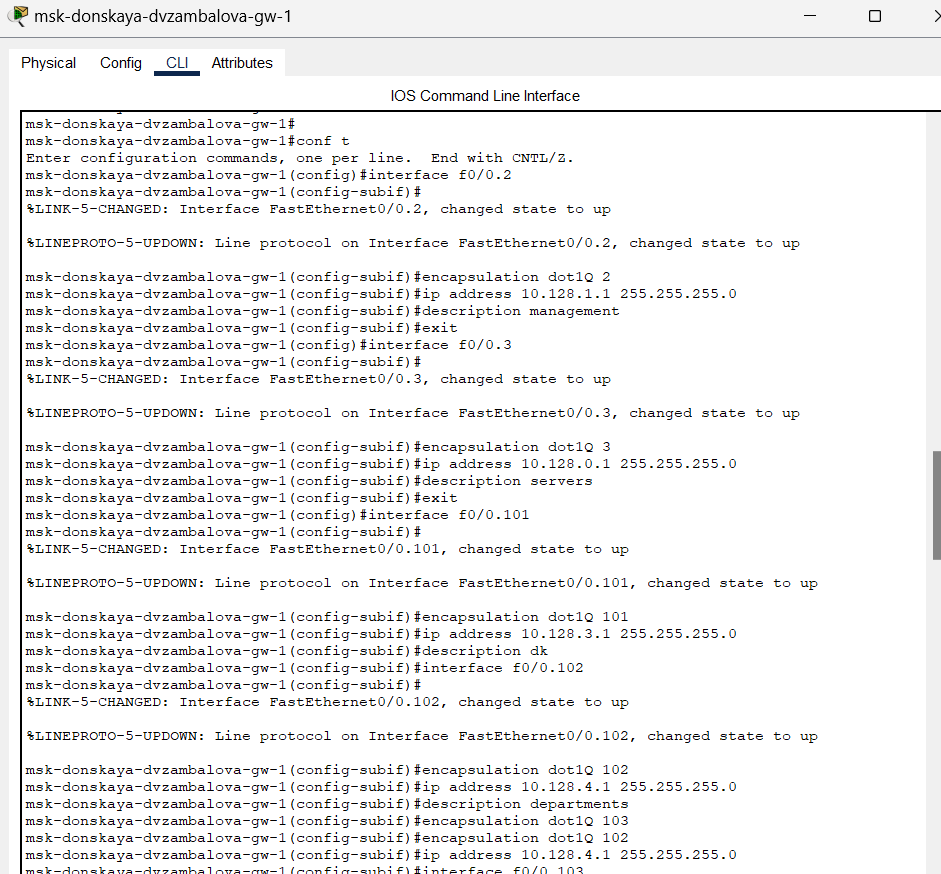 msk-donskaya-dvzambalova-gw-1
Physical Config CLI Attributes
IOS Command Line Interface
msk-donskaya-dvzambalova-gw-1#
msk-donskaya-dvzambalova-gw-1#conf t
Enter configuration commands, one per line.  End with CNTL/Z.
msk-donskaya-dvzambalova-gw-1(config)#interface f0/0.2
msk-donskaya-dvzambalova-gw-1(config-subif)#
%LINK-5-CHANGED: Interface FastEthernet0/0.2, changed state to up
%LINEPROTO-5-UPDOWN: Line protocol on Interface FastEthernet0/0.2, changed state to up
msk-donskaya-dvzambalova-gw-1(config-subif)#encapsulation dot1Q 2
msk-donskaya-dvzambalova-gw-1(config-subif)#ip address 10.128.1.1 255.255.255.0
msk-donskaya-dvzambalova-gw-1(config-subif)#description management
msk-donskaya-dvzambalova-gw-1(config-subif)#exit
msk-donskaya-dvzambalova-gw-1(config)#interface f0/0.3
msk-donskaya-dvzambalova-gw-1(config-subif)#
%LINK-5-CHANGED: Interface FastEthernet0/0.3, changed state to up
%LINEPROTO-5-UPDOWN: Line protocol on Interface FastEthernet0/0.3, changed state to up
msk-donskaya-dvzambalova-gw-1(config-subif)#encapsulation dot1Q 3
msk-donskaya-dvzambalova-gw-1(config-subif)#ip address 10.128.0.1 255.255.255.0
msk-donskaya-dvzambalova-gw-1(config-subif)#description servers
msk-donskaya-dvzambalova-gw-1(config-subif)#exit
msk-donskaya-dvzambalova-gw-1(config)#interface f0/0.101
msk-donskaya-dvzambalova-gw-1(config-subif)#
%LINK-5-CHANGED: Interface FastEthernet0/0.101, changed state to up
%LINEPROTO-5-UPDOWN: Line protocol on Interface FastEthernet0/0.101, changed state to up
msk-donskaya-dvzambalova-gw-1(config-subif)#encapsulation dot1Q 101
msk-donskaya-dvzambalova-gw-1(config-subif)#ip address 10.128.3.1 255.255.255.0
msk-donskaya-dvzambalova-gw-1(config-subif)#description dk
msk-donskaya-dvzambalova-gw-1(config-subif)#interface f0/0.102
msk-donskaya-dvzambalova-gw-1(config-subif)#
%LINK-5-CHANGED: Interface FastEthernet0/0.102, changed state to up
%LINEPROTO-5-UPDOWN: Line protocol on Interface FastEthernet0/0.102, changed state to up
msk-donskaya-dvzambalova-gw-1(config-subif)#encapsulation dot1Q 102
msk-donskaya-dvzambalova-gw-1(config-subif)#ip address 10.128.4.1 255.255.255.0
msk-donskaya-dvzambalova-gw-1(config-subif)#description departments
msk-donskaya-dvzambalova-gw-1(config-subif)#encapsulation dot1Q 103
msk-donskaya-dvzambalova-gw-1(config-subif)#encapsulation dot1Q 102
msk-donskaya-dvzambalova-gw-1(config-subif)#ip address 10.128.4.1 255.255.255.0
msk-donskaya-dvzambalova-gw-1(config-subif)#interface f0/0.103